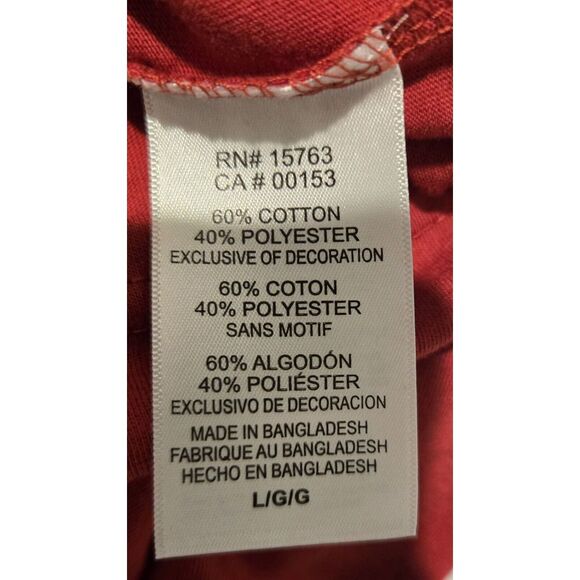 RN# 15763
CA # 00153
60% COTTON
40% POLYESTER
EXCLUSIVE OF DECORATION
60% COTON
40% POLYESTER
SANS MOTIF
60% ALGODÓN
40% POLIÉSTER
EXCLUSIVO DE DECORACION
MADE IN BANGLADESH
FABRIQUE AU BANGLADESH
HECHO EN BANGLADESH
L/G/G